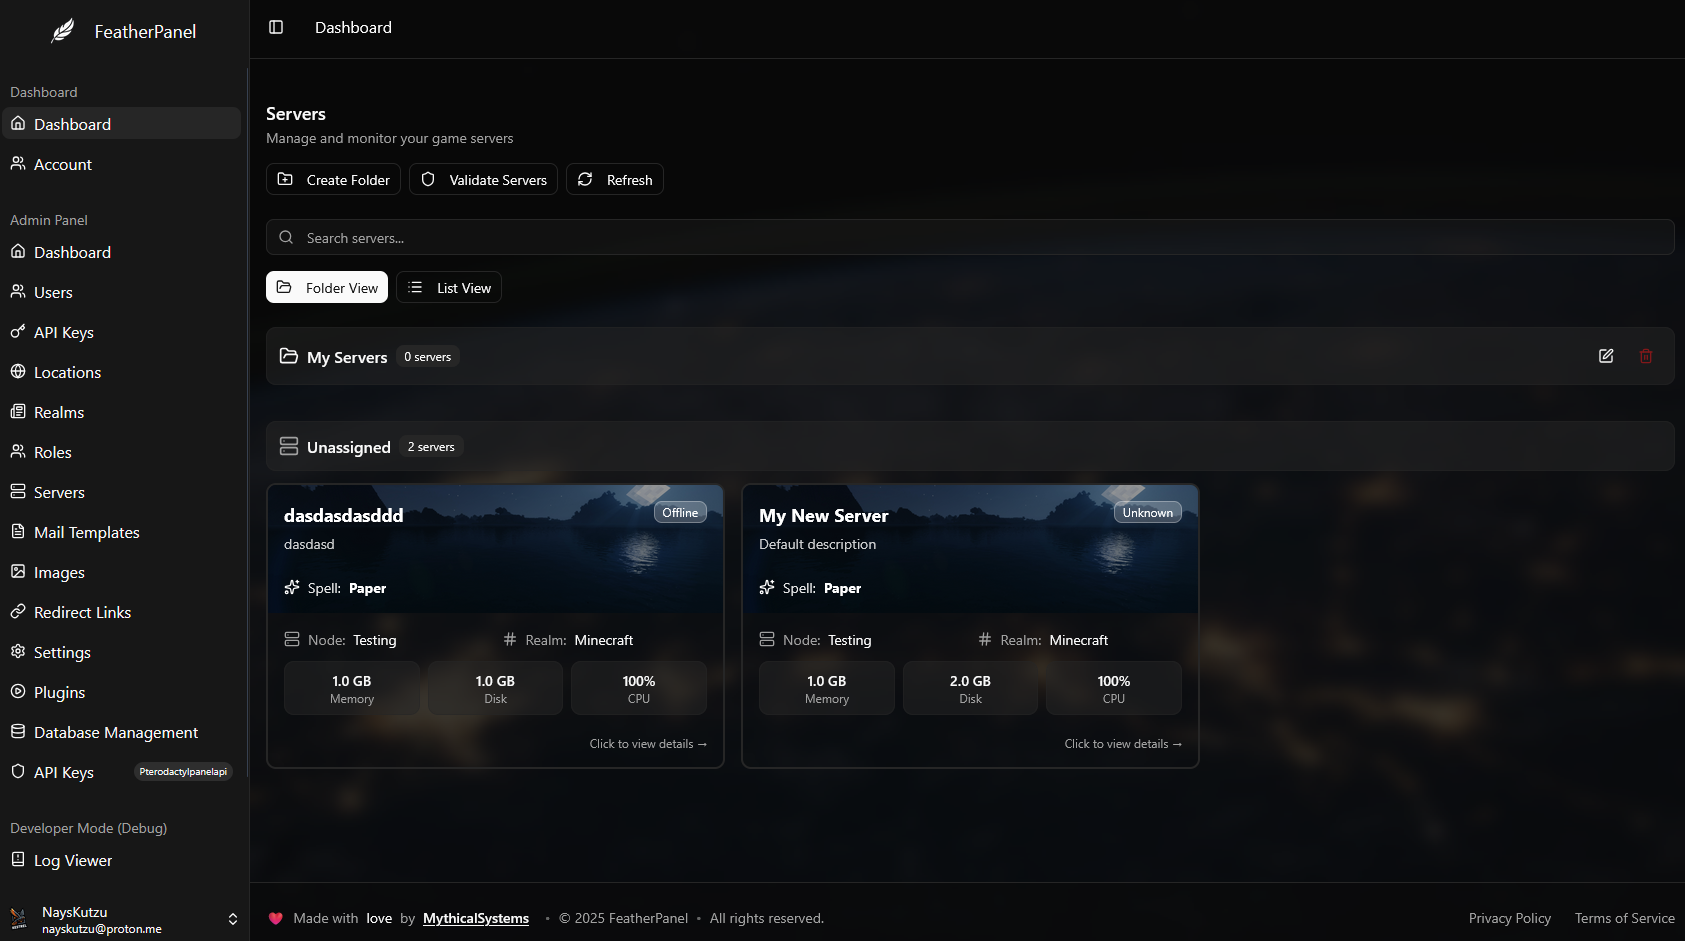 FeatherPanel
Dashboard
Dashboard
Account
Admin Panel
Dashboard
Users
API Keys
Locations
Realms
Roles
Servers
Mail Templates
Images
Redirect Links
Settings
Plugins
Database Management
API Keys Pterodactylpanelapi
Developer Mode (Debug)
Log Viewer
NaysKutzu
nayskutzu@proton.me
Dashboard
Servers
Manage and monitor your game servers
Create Folder Validate Servers Refresh
Search servers...
Folder View List View
My Servers 0 servers
Unassigned 2 servers
dasdasdasddd Offline
dasdasd
Spell: Paper
Node: Testing Realm: Minecraft
1.0 GB 1.0 GB 100%
Memory Disk CPU
Click to view details →
My New Server Unknown
Default description
Spell: Paper
Node: Testing Realm: Minecraft
1.0 GB 2.0 GB 100%
Memory Disk CPU
Click to view details →
Made with love by MythicalSystems • © 2025 FeatherPanel • All rights reserved.
Privacy Policy Terms of Service